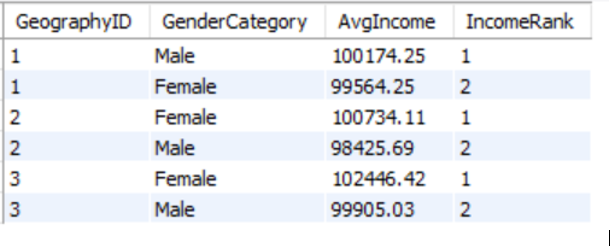 GeographyID GenderCategory AvgIncome IncomeRank
1 Male 100174.25 1
1 Female 99564.25 2
2 Female 100734.11 1
2 Male 98425.69 2
3 Female 102446.42 1
3 Male 99905.03 2